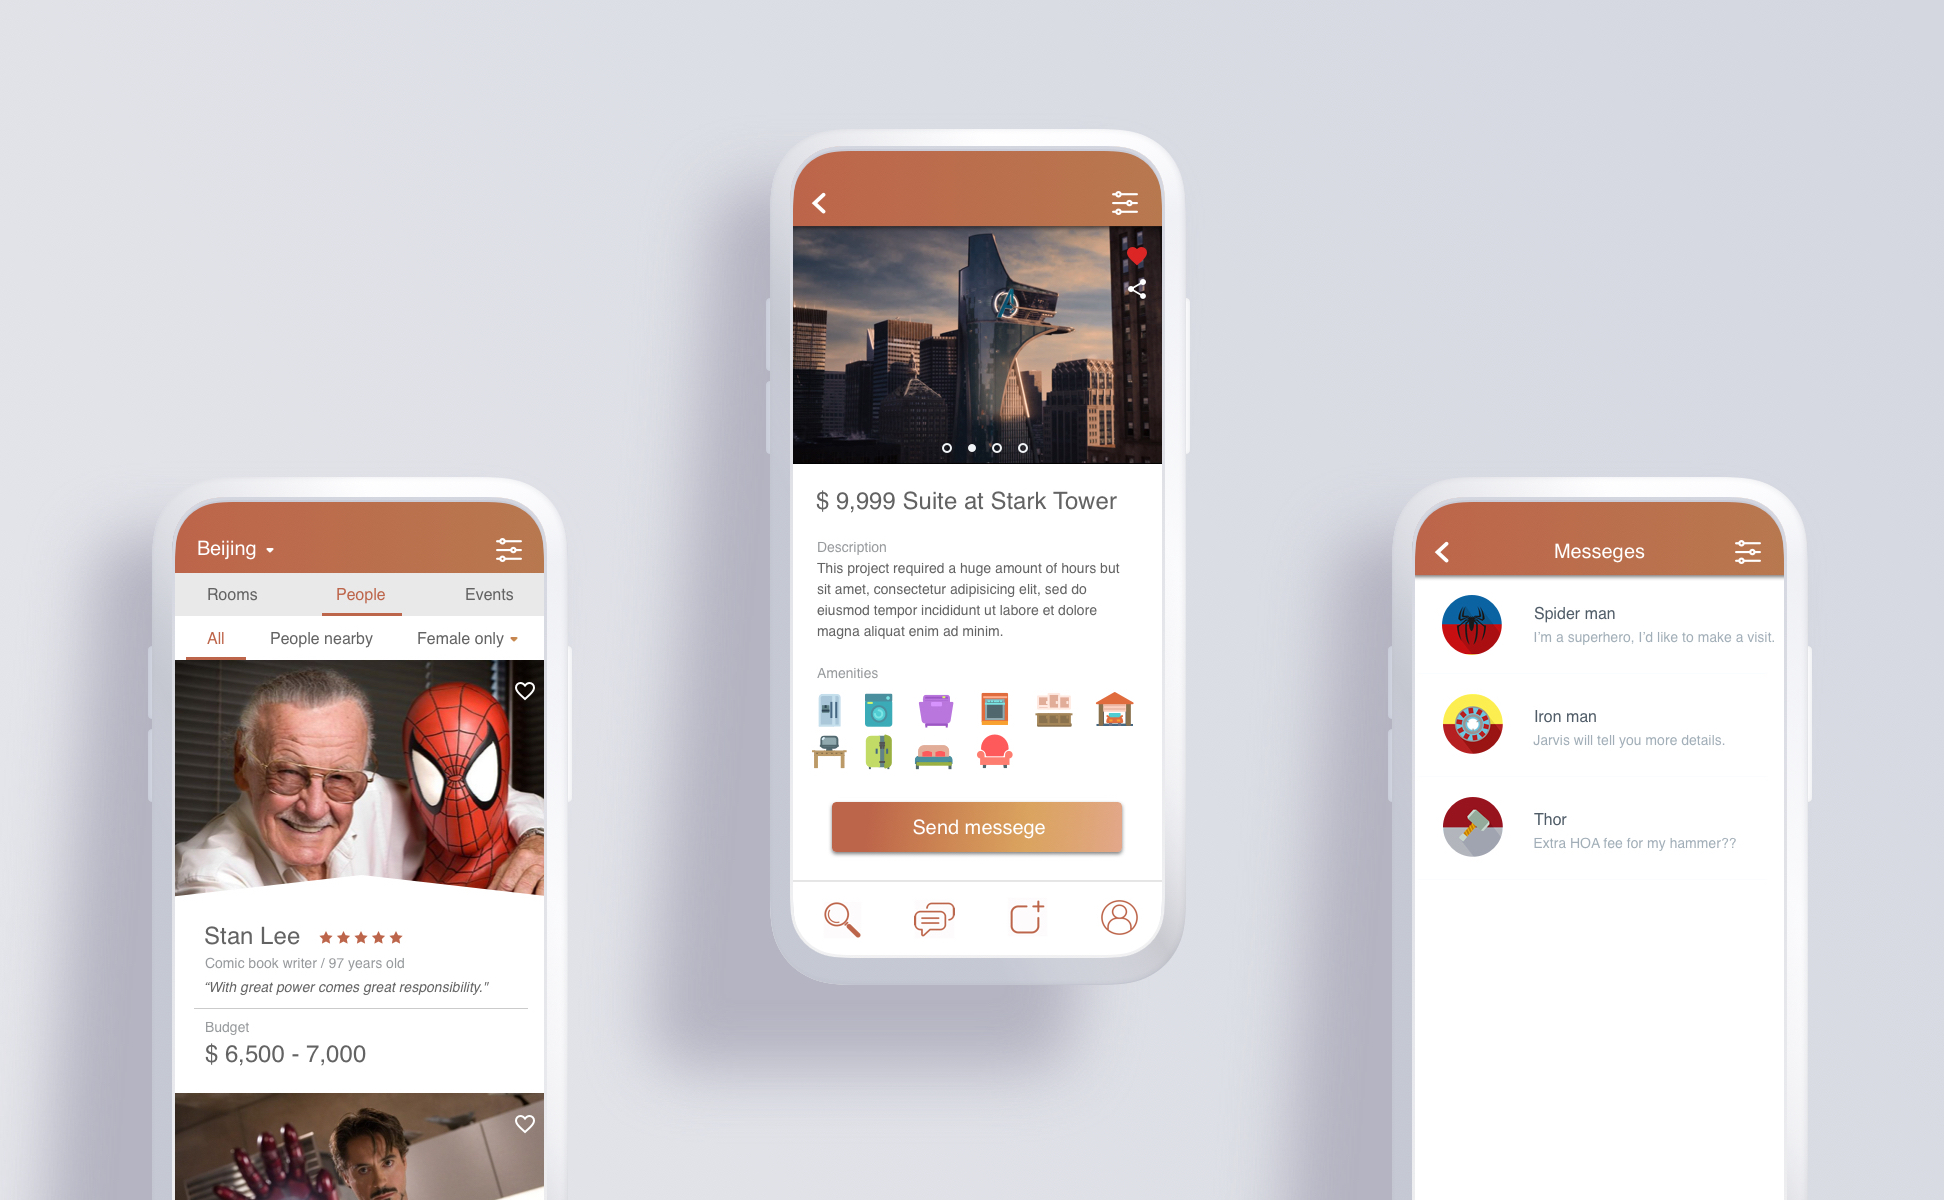 Beijing
Rooms People Events
All People nearby Female only
Stan Lee
Comic book writer / 97 years old
“With great power comes great responsibility.”
Budget
$ 6,500 - 7,000
$ 9,999 Suite at Stark Tower
Description
This project required a huge amount of hours but
sit amet, consectetur adipisicing elit, sed do
eiusmod tempor incididunt ut labore et dolore
magna aliquat enim ad minim.
Amenities
Send messege
Messeges
Spider man
I’m a superhero, I’d like to make a visit.
Iron man
Jarvis will tell you more details.
Thor
Extra HOA fee for my hammer??